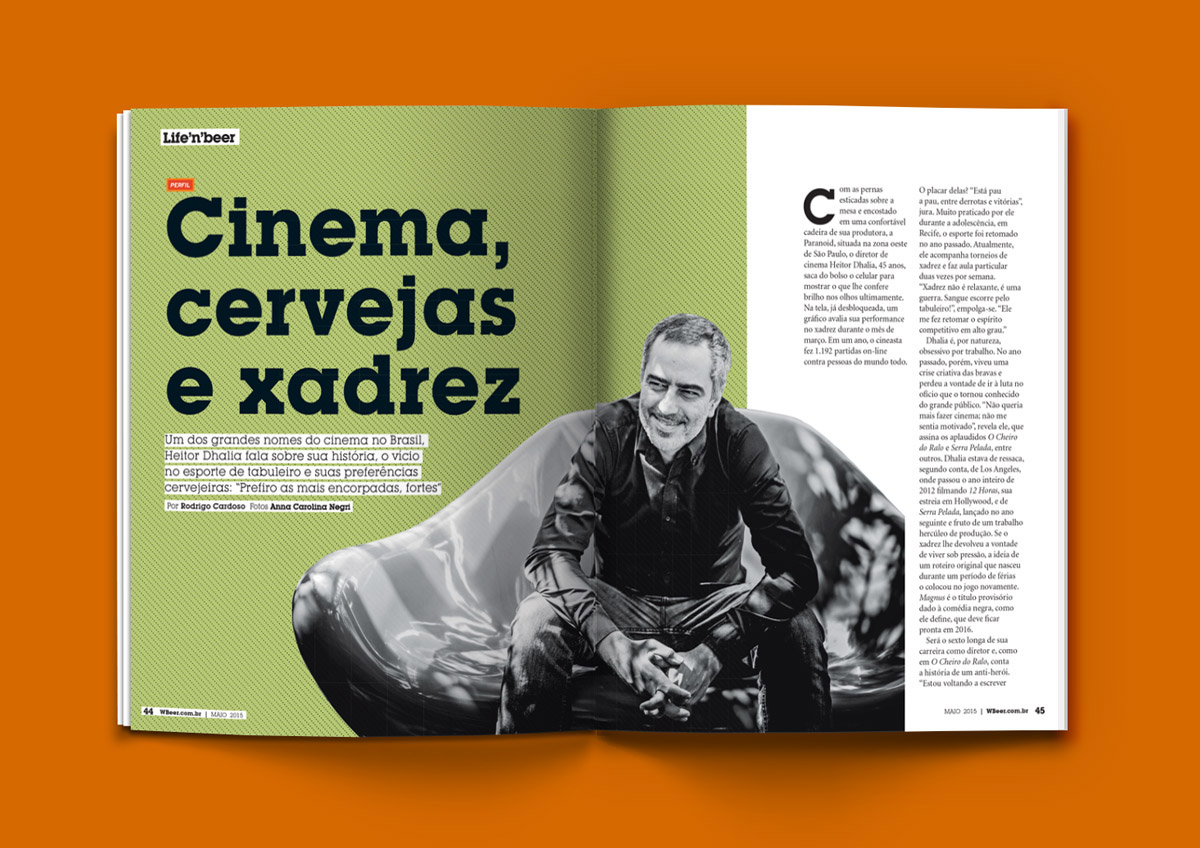 Life'n'beer
PERFIL
Cinema,
cervejas
e xadrez
Um dos grandes nomes do cinema no Brasil,
Heitor Dhalia fala sobre sua história, o vício
no esporte de tabuleiro e suas preferências
cervejeiras: “Prefiro as mais encorpadas, fortes”
Por Rodrigo Cardoso Fotos Anna Carolina Negri
44 WBeer.com.br | MAIO 2015
Com as pernas
esticadas sobre a
mesa e encostado
em uma confortável
cadeira de sua produtora, a
Paranoid, situada na zona oeste
de São Paulo, o diretor de
cinema Heitor Dhalia, 45 anos,
saca do bolso o celular para
mostrar o que lhe confere
brilho nos olhos ultimamente.
Na tela, já desbloqueada, um
gráfico avalia sua performance
no xadrez durante o mês de
março. Em um ano, o cineasta
fez 1.192 partidas on-line
contra pessoas do mundo todo.
O placar delas? “Está pau
a pau, entre derrotas e vitórias”,
jura. Muito praticado por ele
durante a adolescência, em
Recife, o esporte foi retomado
no ano passado. Atualmente,
ele acompanha torneios de
xadrez e faz aula particular
duas vezes por semana.
“Xadrez não é relaxante, é uma
guerra. Sangue escorre pelo
tabuleiro!”, empolga-se. “Ele
me fez retomar o espírito
competitivo em alto grau.”
Dhalia é, por natureza,
obsessivo por trabalho. No ano
passado, porém, viveu uma
crise criativa das bravas e
perdeu a vontade de ir à luta no
ofício que o tornou conhecido
do grande público. “Não queria
mais fazer cinema; não me
sentia motivado”, revela ele, que
assina os aplaudidos O Cheiro
do Ralo e Serra Pelada, entre
outros. Dhalia estava de ressaca,
segundo conta, de Los Angeles,
onde passou o ano inteiro de
2012 filmando 12 Horas, sua
estreia em Hollywood, e de
Serra Pelada, lançado no ano
seguinte e fruto de um trabalho
hercúleo de produção. Se o
xadrez lhe devolveu a vontade
de viver sob pressão, a ideia de
um roteiro original que nasceu
durante um período de férias
o colocou no jogo novamente.
Magnus é o título provisório
dado à comédia negra, como
ele define, que deve ficar
pronta em 2016.
Será o sexto longa de sua
carreira como diretor e, como
em O Cheiro do Ralo, conta
a história de um anti-herói.
“Estou voltando a escrever
MAIO 2015 | WBeer.com.br 45